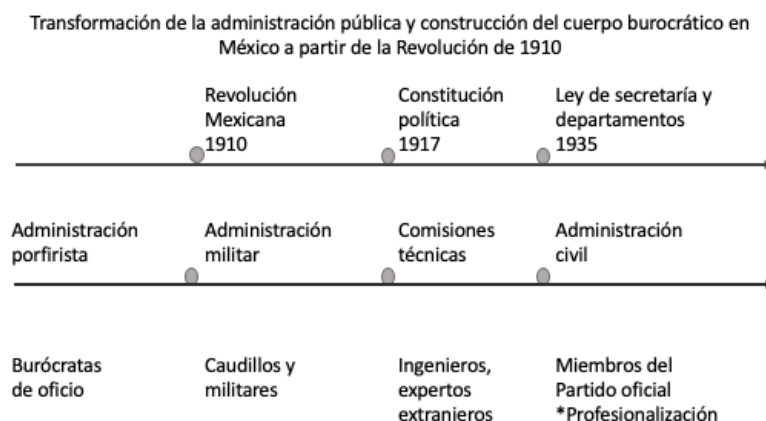 Transformación de la administración pública y construcción del cuerpo burocrático en
México a partir de la Revolución de 1910
Revolución
Mexicana
1910
Constitución
política
1917
Ley de secretaría y
departamentos
1935
Administración
porfirista
Administración
militar
Comisiones
técnicas
Administración
civil
Burócratas
de oficio
Caudillos y
militares
Ingenieros,
expertos
extranjeros
Miembros del
Partido oficial
*Profesionalización